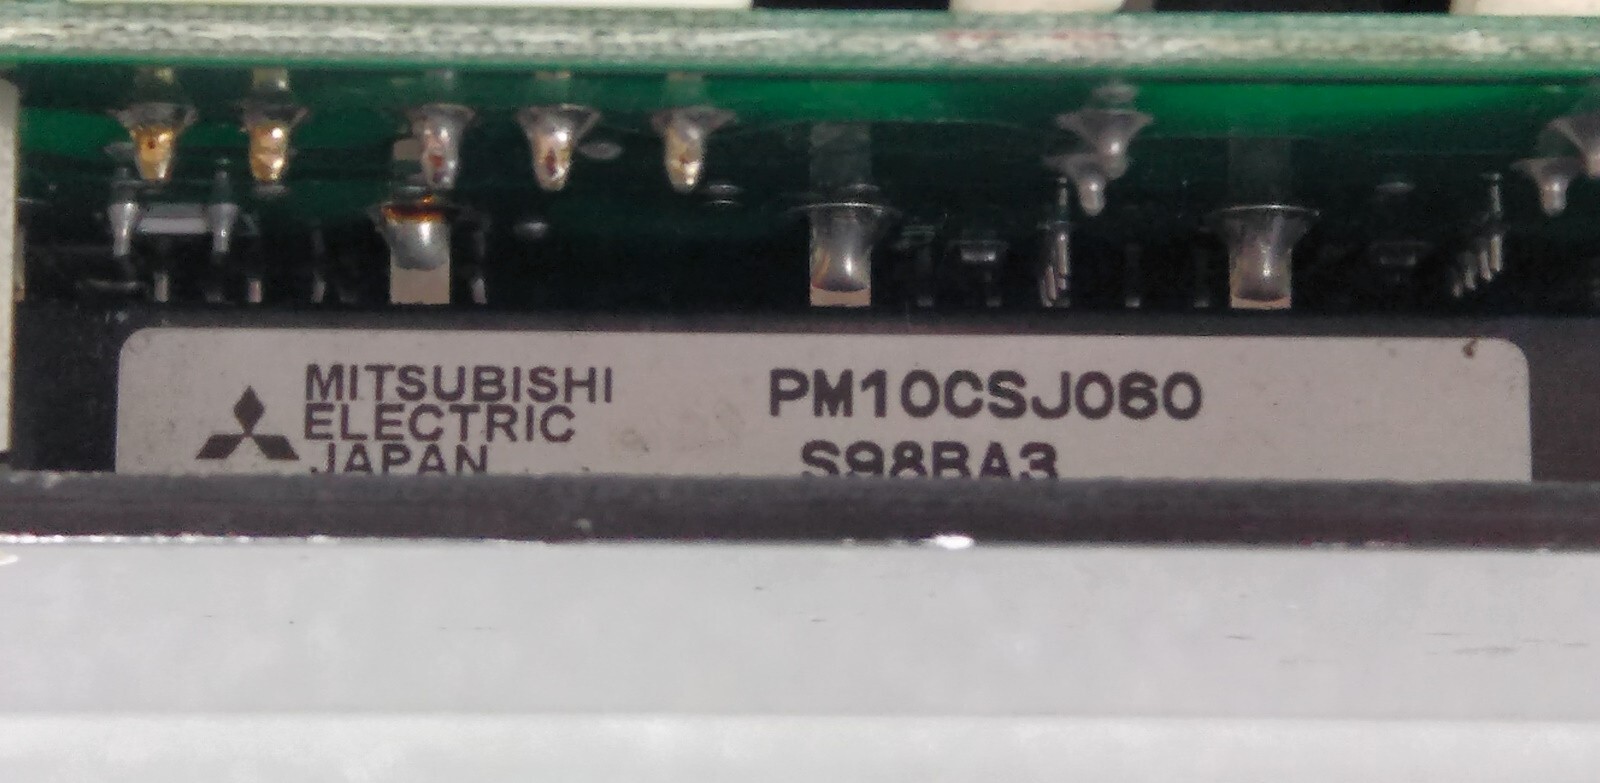 MITSUBISHI
ELECTRIC
JAPAN
PM10CSJ060
S98BA3